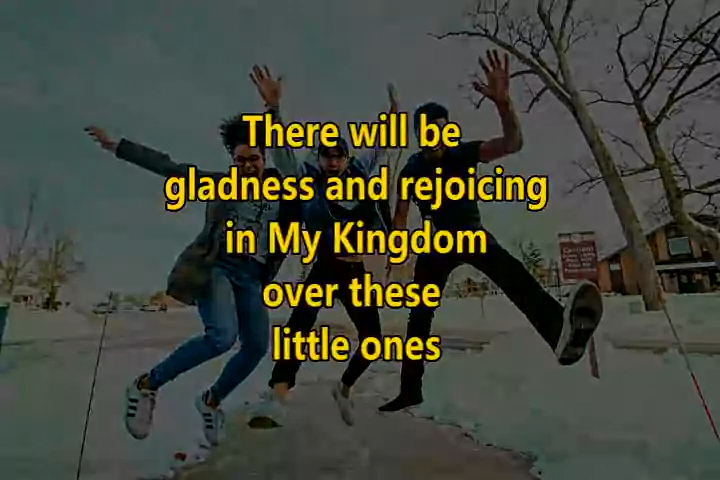 There will be
gladness and rejoicing
in My Kingdom
over these
little ones